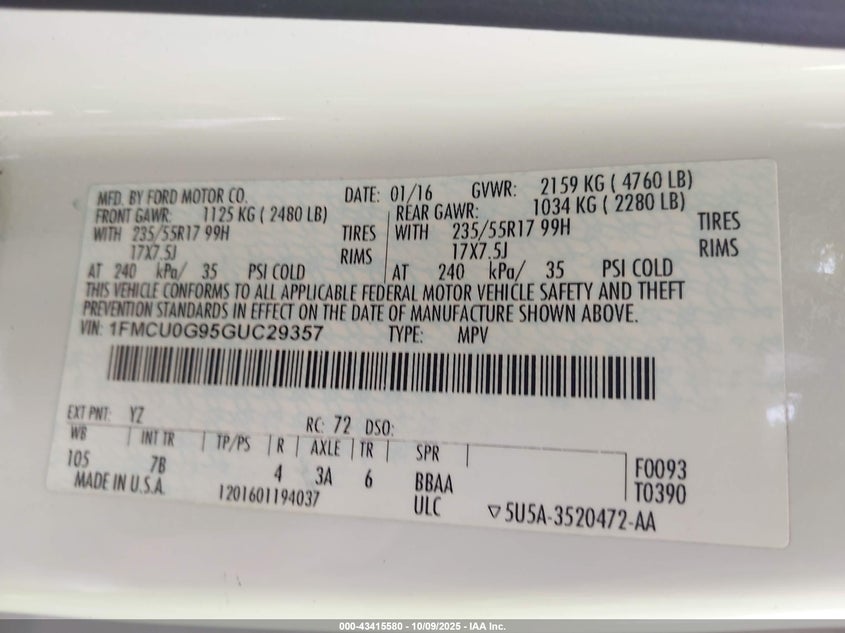 MFD. BY FORD MOTOR CO. DATE: 01/16 GVWR: 2159 KG ( 4760 LB)
FRONT GAWR: 1125 KG ( 2480 LB) REAR GAWR: 1034 KG ( 2280 LB)
WITH 235/55R17 99H TIRES WITH 235/55R17 99H TIRES
17X7.5J RIMS 17X7.5J RIMS
AT 240 kPa/ 35 PSI COLD AT 240 kPa/ 35 PSI COLD
THIS VEHICLE CONFORMS TO ALL APPLICABLE FEDERAL MOTOR VEHICLE SAFETY AND THEFT
PREVENTION STANDARDS IN EFFECT ON THE DATE OF MANUFACTURE SHOWN ABOVE.
VIN: 1FMCU0G95GUC29357 TYPE: MPV
EXT PNT: YZ RC: 72 DSO:
WB INT TR TP/PS R AXLE TR SPR
105 7B 4 3A 6 BBAA F0093
MADE IN U.S.A. 1201601194037 ULC T0390
▽5U5A-3520472-AA
000-43415580 - 10/09/2025 - IAA Inc.